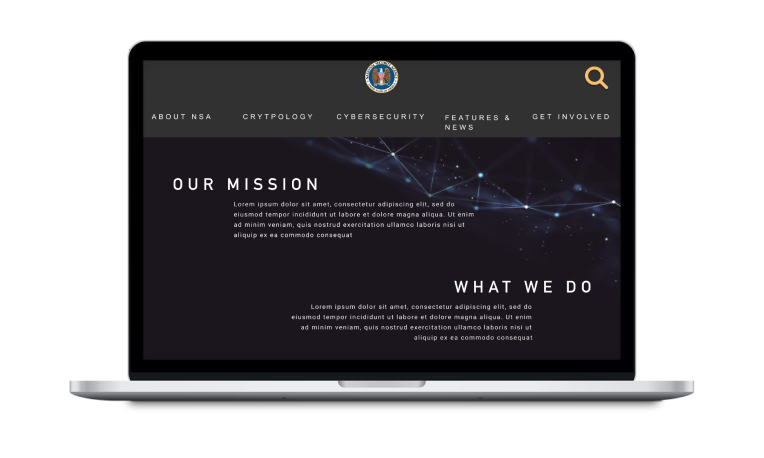 ABOUT NSA
CRYTPOLOGY
CYBERSECURITY
FEATURES &
NEWS
GET INVOLVED
OUR MISSION
Lorem ipsum dolor sit amet, consectetur adipiscing elit, sed do
eiusmod tempor incididunt ut labore et dolore magna aliqua. Ut enim
ad minim veniam, quis nostrud exercitation ullamco laboris nisi ut
aliquip ex ea commodo consequat
WHAT WE DO
Lorem ipsum dolor sit amet, consectetur adipiscing elit, sed do
eiusmod tempor incididunt ut labore et dolore magna aliqua. Ut enim
ad minim veniam, quis nostrud exercitation ullamco laboris nisi ut
aliquip ex ea commodo consequat